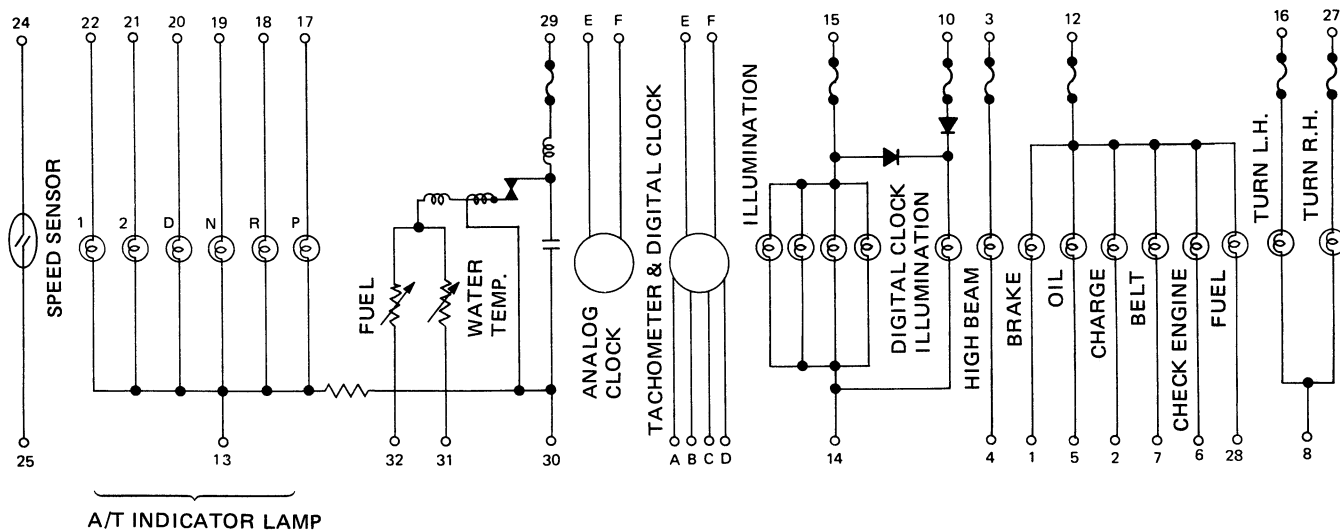 24
22
21
20
19
18
17
29
E
F
E
F
15
10
3
12
16
27
SPEED SENSOR
1
2
D
N
R
P
FUEL
WATER
TEMP.
ANALOG
CLOCK
TACHOMETER & DIGITAL CLOCK
ILLUMINATION
DIGITAL CLOCK
ILLUMINATION
HIGH BEAM
BRAKE
OIL
CHARGE
BELT
CHECK ENGINE
FUEL
TURN L.H.
TURN R.H.
25
13
32
31
30
A
B
C
D
14
4
1
5
2
7
6
28
8
A/T INDICATOR LAMP